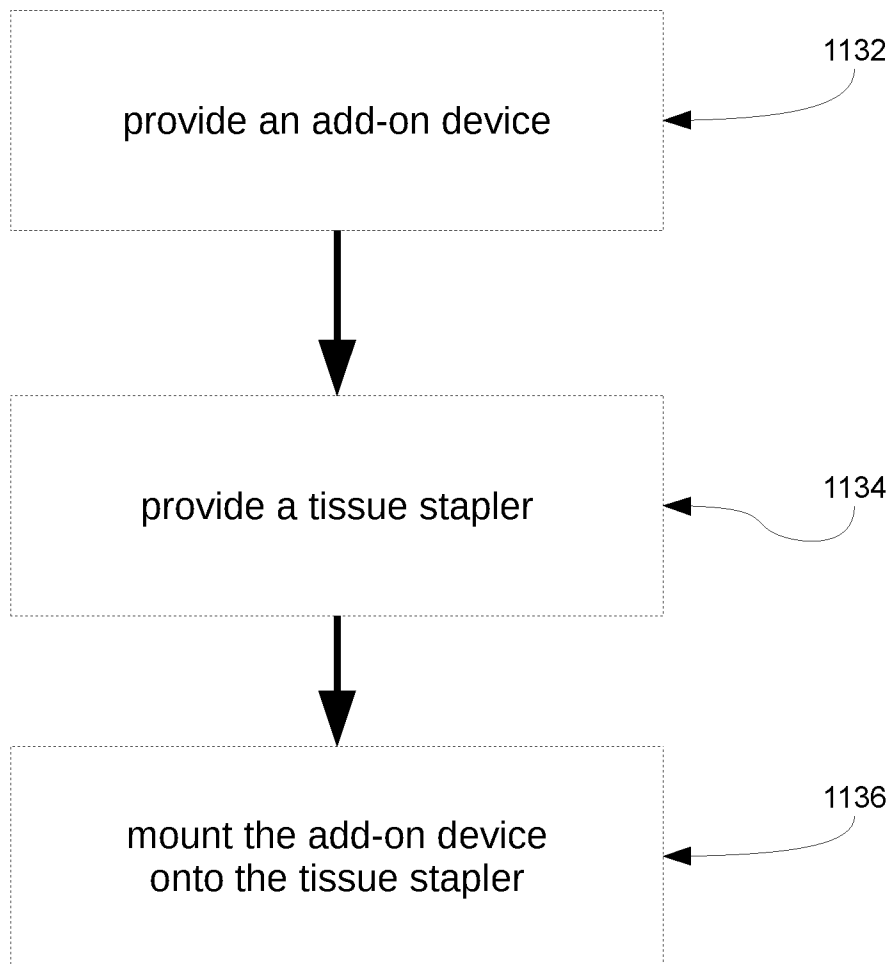 1132
provide an add-on device
1134
provide a tissue stapler
1136
mount the add-on device
onto the tissue stapler